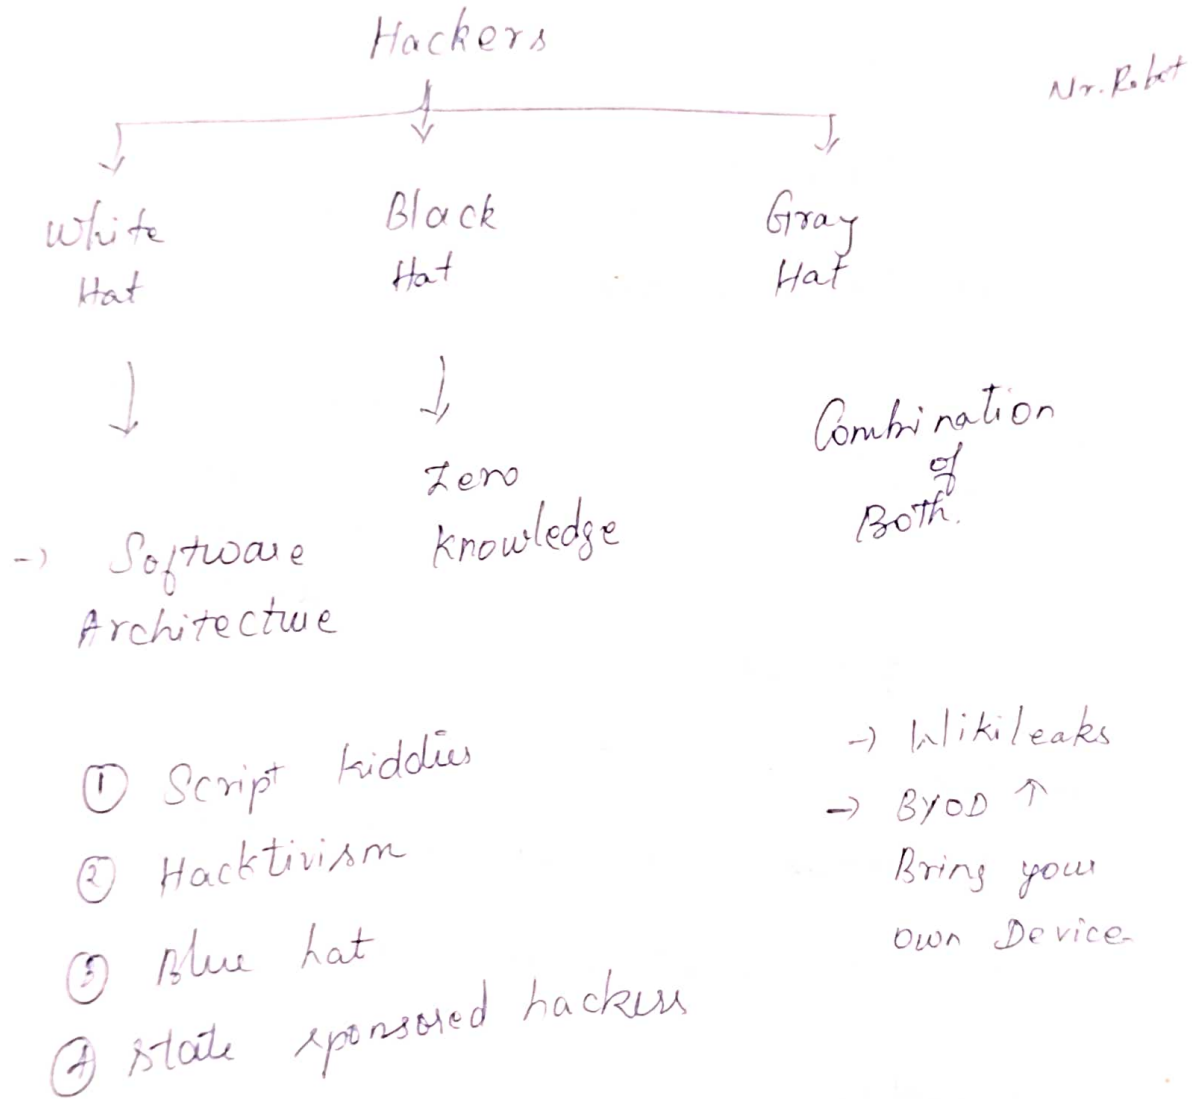 Hackers
Mr. Robot
White
Hat
Black
Hat
Gray
Hat
Zero
Knowledge
Combination
of
Both.
-> Software
Architecture
① Script kiddies
② Hacktivism
③ Blue hat
④ State sponsored hackers
-> Wikileaks
-> BYOD ↑
Bring your
own Device